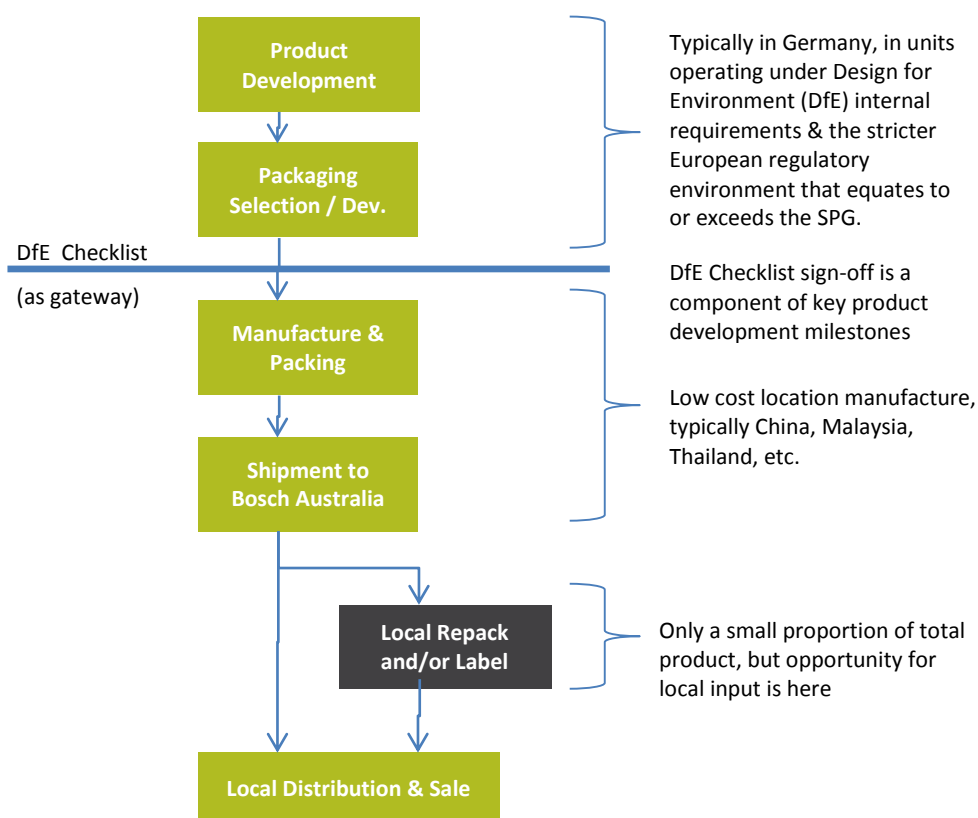 Product
Development
Typically in Germany, in units
operating under Design for
Environment (DfE) internal
requirements & the stricter
European regulatory
environment that equates to
or exceeds the SPG.
Packaging
Selection / Dev.
DfE Checklist
(as gateway)
DfE Checklist sign-off is a
component of key product
development milestones
Manufacture &
Packing
Low cost location manufacture,
typically China, Malaysia,
Thailand, etc.
Shipment to
Bosch Australia
Local Repack
and/or Label
Only a small proportion of total
product, but opportunity for
local input is here
Local Distribution & Sale